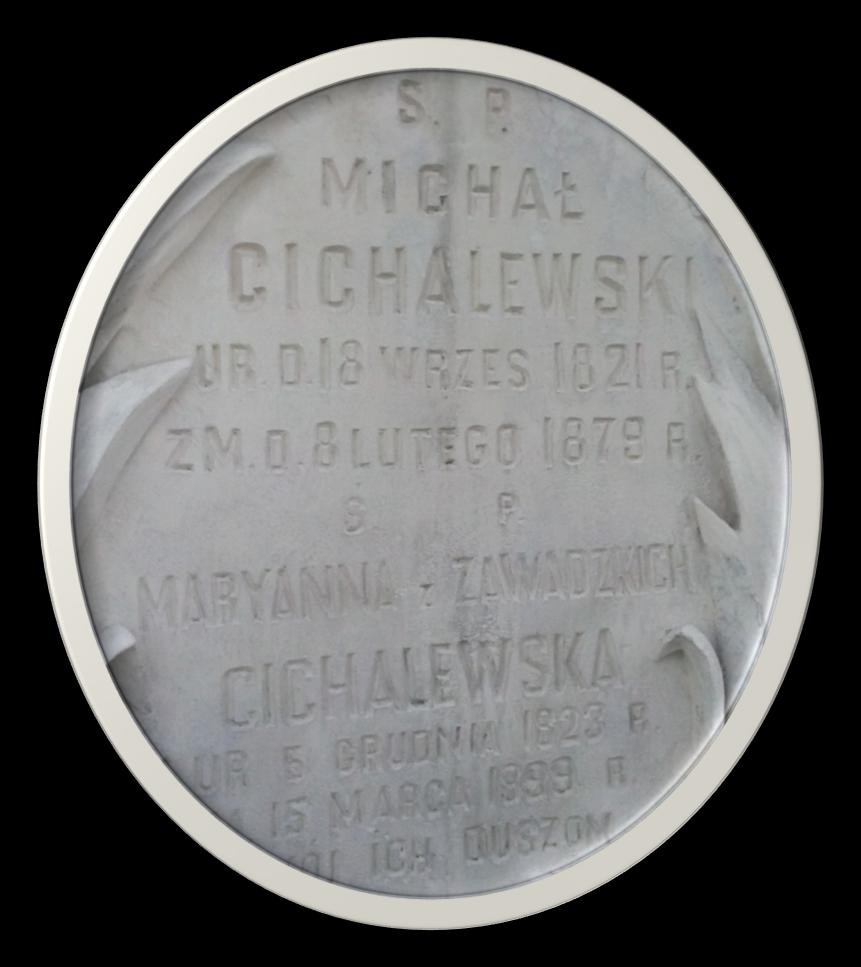 S. P.
MICHAŁ
CICHALEWSKI
UR. D. 18 WRZES 1821 R.
ZM. D. 8 LUTEGO 1879 R.
S. P.
MARYANNA z ZAWADZKICH
CICHALEWSKA
UR 5 GRUDNIA 1823 R.
15 MARCA 1899 R.
ICH DUSZOM